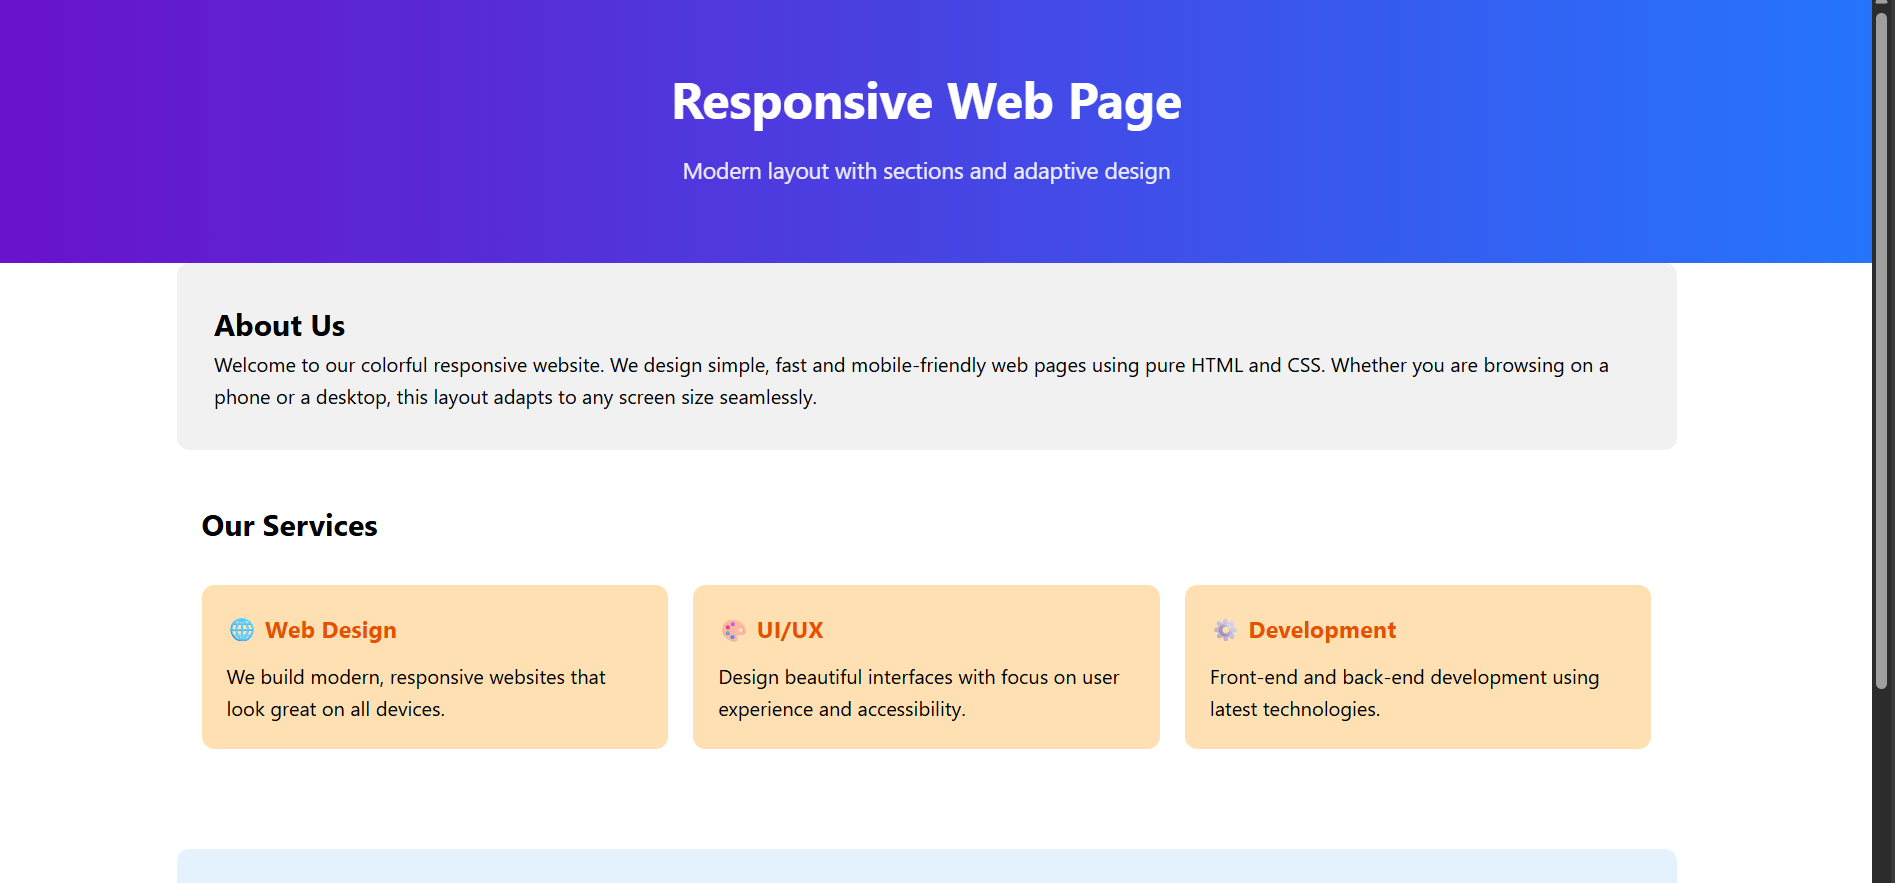 Responsive Web Page
Modern layout with sections and adaptive design
About Us
Welcome to our colorful responsive website. We design simple, fast and mobile-friendly web pages using pure HTML and CSS. Whether you are browsing on a
phone or a desktop, this layout adapts to any screen size seamlessly.
Our Services
🌐 Web Design
We build modern, responsive websites that
look great on all devices.
🎨 UI/UX
Design beautiful interfaces with focus on user
experience and accessibility.
⚙️ Development
Front-end and back-end development using
latest technologies.